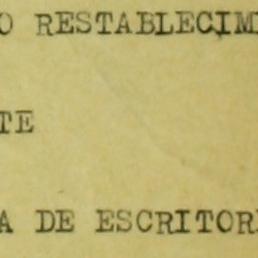 O RESTABLECIM
TE
A DE ESCRITOR